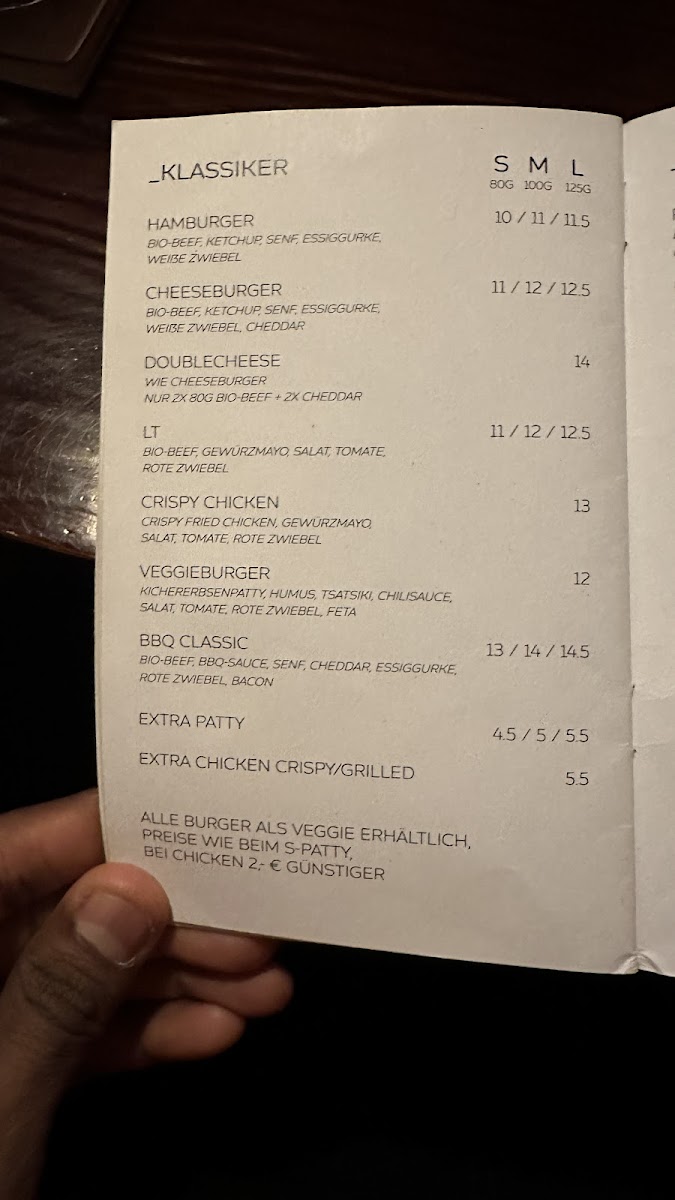 _KLASSIKER S M L
80G 100G 125G
HAMBURGER 10 / 11 / 11.5
BIO-BEEF, KETCHUP, SENF, ESSIGGURKE,
WEIßE ZWIEBEL
CHEESEBURGER 11 / 12 / 12.5
BIO-BEEF, KETCHUP, SENF, ESSIGGURKE,
WEIßE ZWIEBEL, CHEDDAR
DOUBLECHEESE 14
WIE CHEESEBURGER
NUR 2X 80G BIO-BEEF + 2X CHEDDAR
LT 11 / 12 / 12.5
BIO-BEEF, GEWÜRZMAYO, SALAT, TOMATE,
ROTE ZWIEBEL
CRISPY CHICKEN 13
CRISPY FRIED CHICKEN, GEWÜRZMAYO,
SALAT, TOMATE, ROTE ZWIEBEL
VEGGIEBURGER 12
KICHERERBSENPATTY, HUMUS, TSATSIKI, CHILISAUCE,
SALAT, TOMATE, ROTE ZWIEBEL, FETA
BBQ CLASSIC 13 / 14 / 14.5
BIO-BEEF, BBQ-SAUCE, SENF, CHEDDAR, ESSIGGURKE,
ROTE ZWIEBEL, BACON
EXTRA PATTY 4.5 / 5 / 5.5
EXTRA CHICKEN CRISPY/GRILLED 5.5
ALLE BURGER ALS VEGGIE ERHÄLTLICH,
PREISE WIE BEIM S-PATTY,
BEI CHICKEN 2,- € GÜNSTIGER